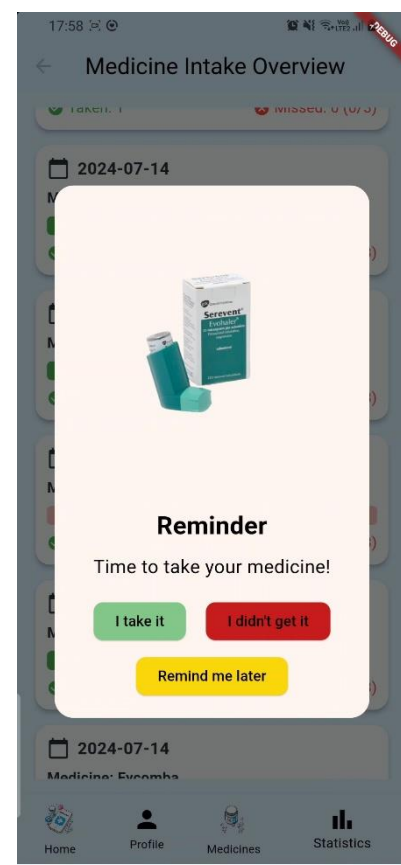 17:58
DEBUG
Medicine Intake Overview
Taken: 1 Missed: 0 (0/3)
2024-07-14
Serevent
Evohaler
Reminder
Time to take your medicine!
I take it I didn't get it
Remind me later
2024-07-14
Medicine: Evcomba
Home Profile Medicines Statistics